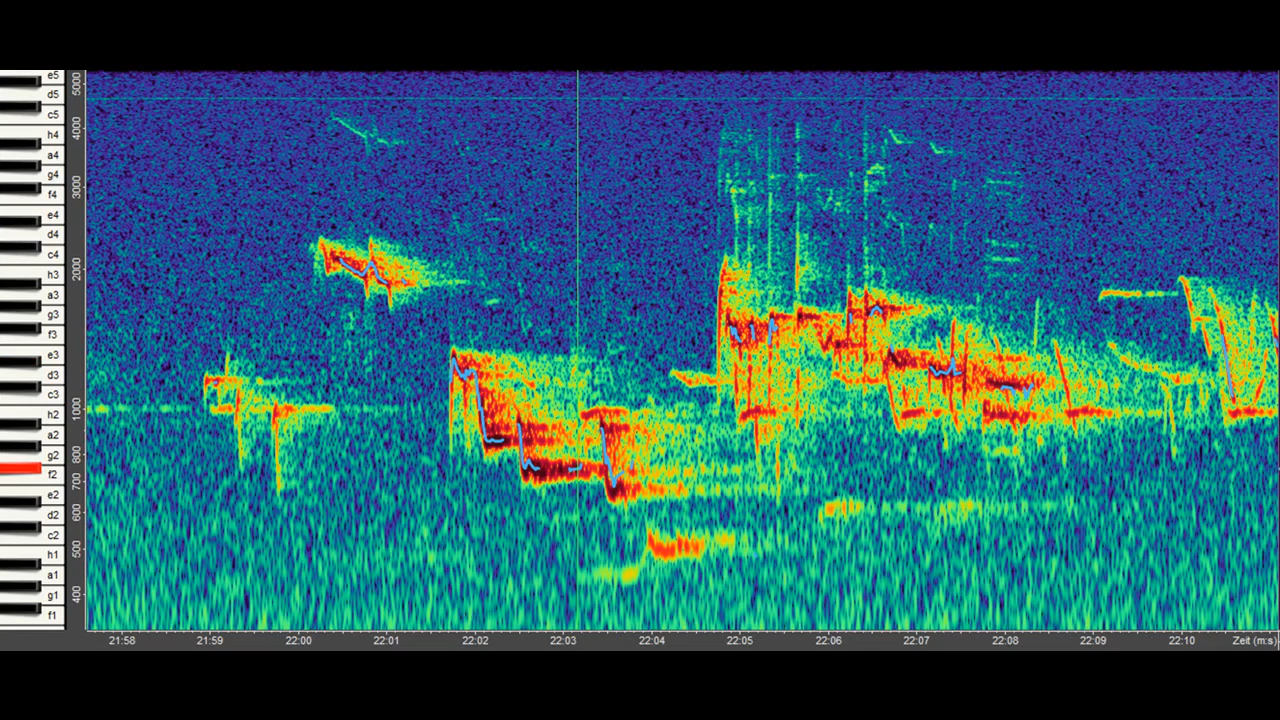 e5
d5
c5
h4
a4
g4
f4
e4
d4
c4
h3
a3
g3
f3
e3
d3
c3
h2
a2
g2
f2
e2
d2
c2
h1
a1
g1
f1
5000
4000
3000
2000
1000
800
700
600
500
400
21:58 21:59 22:00 22:01 22:02 22:03 22:04 22:05 22:06 22:07 22:08 22:09 22:10 Zeit (m:s)